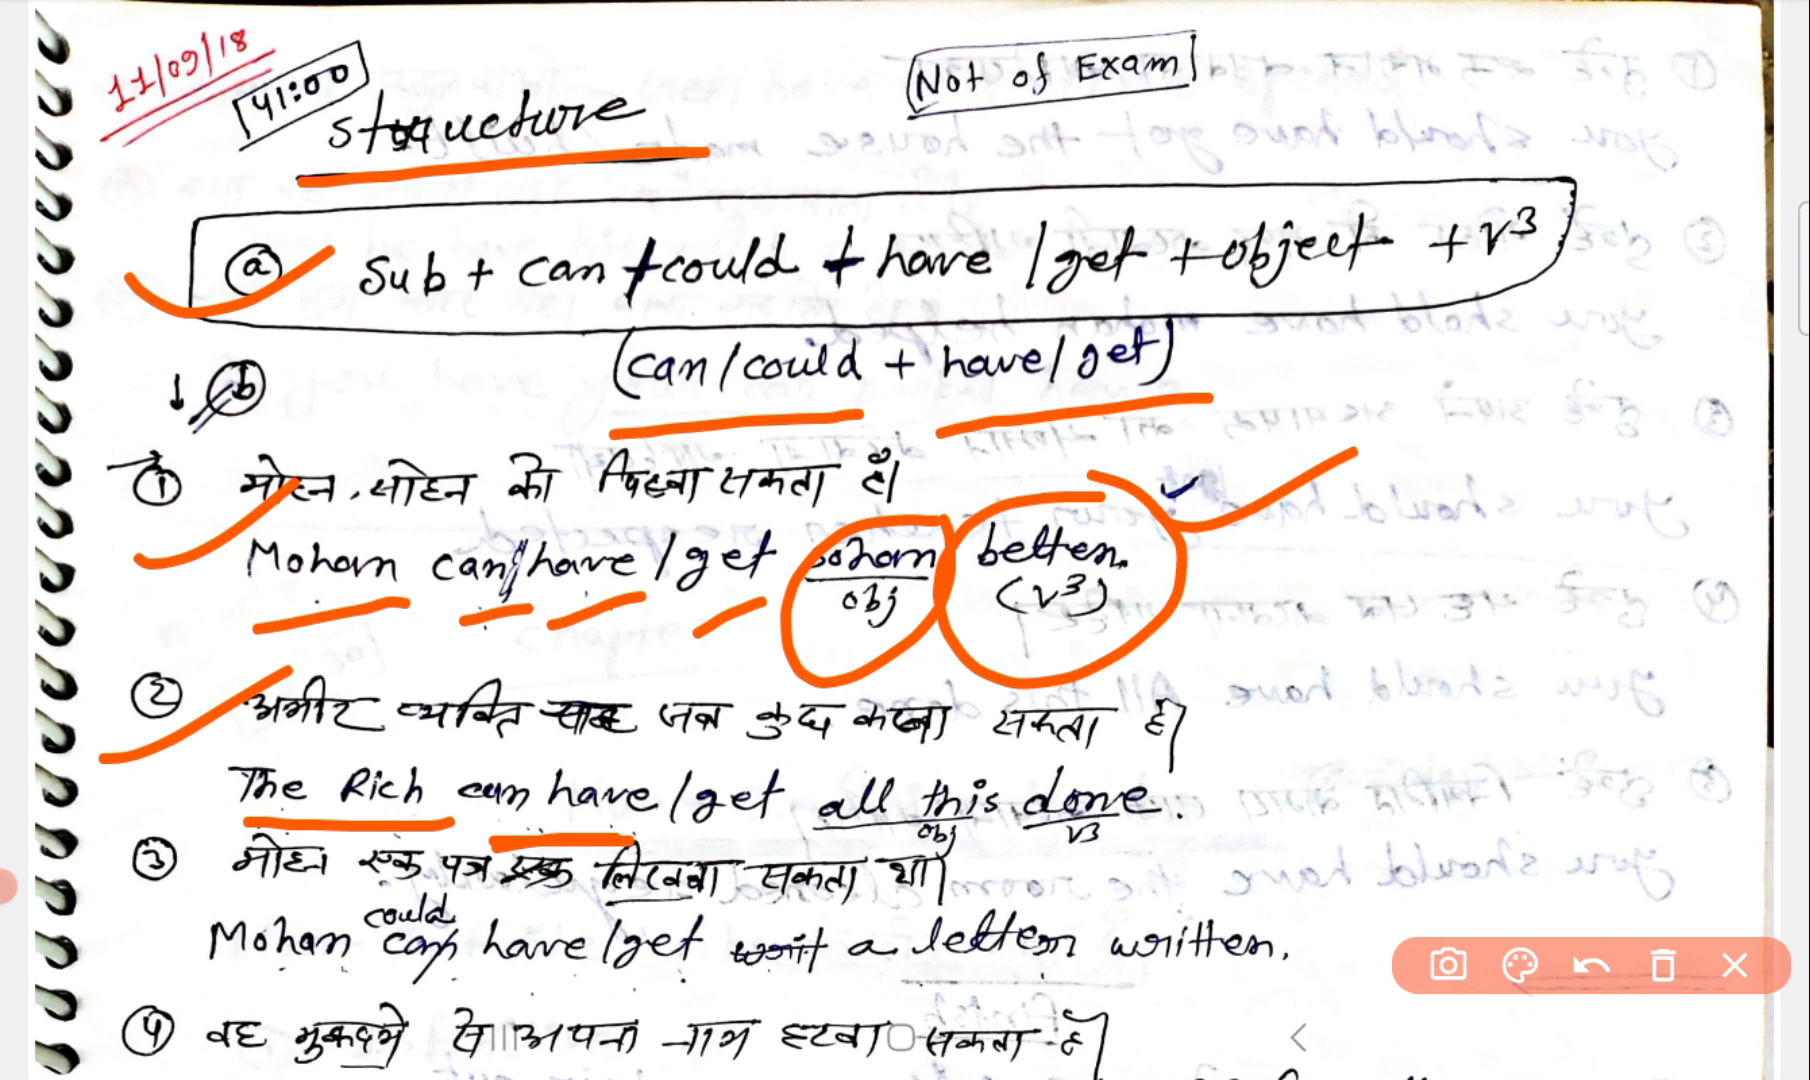 11/09/18
41:00
Not of Exam
structure
(a) Sub + can / could + have / get + object + v3
(b) (can / could + have / get)
(1) मोहन, सोहन को पिटवा सकता है।
Mohan can have / get sohan betten.
obj (v3)
(2) अमीर व्यक्ति सब कुछ करवा सकता है।
The Rich can have / get all this done.
obj v3
(3) मोहन एक पत्र लिखवा सकता था।
could
Mohan can have / get writ a letter written.
(4) वह मुकदमे से अपना नाम हटवा सकता है।